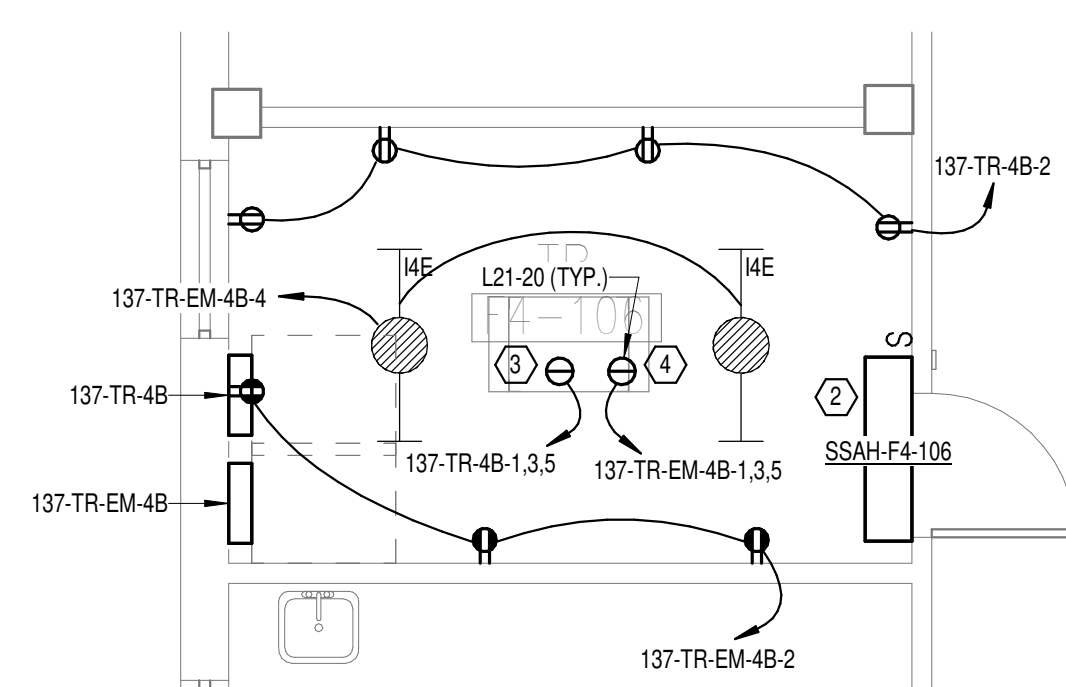 137-TR-4B-2
TR
I4E
I4E
L21-20 (TYP.)
137-TR-EM-4B-4
F4-106
S
3
4
137-TR-4B
2
SSAH-F4-106
137-TR-4B-1,3,5
137-TR-EM-4B-1,3,5
137-TR-EM-4B
137-TR-EM-4B-2